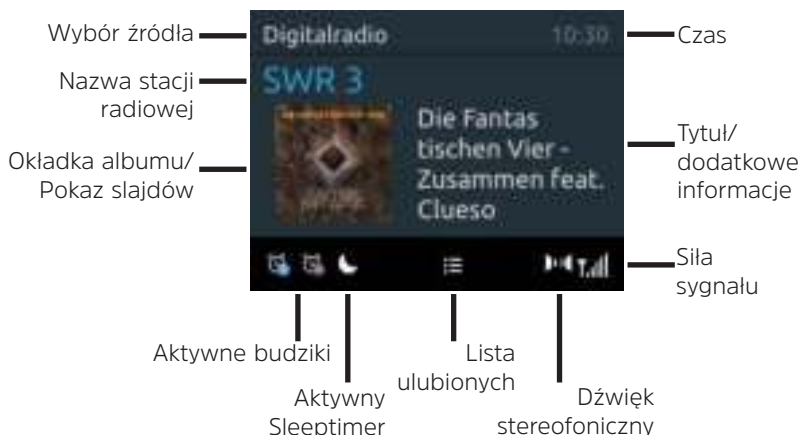 Wybór źródła
Digitalradio
10:30
Czas
Nazwa stacji
radiowej
SWR 3
Okładka albumu/
Pokaz slajdów
Die Fantas
tischen Vier -
Zusammen feat.
Clueso
Tytuł/
dodatkowe
informacje
Siła
sygnału
Aktywne budziki
Aktywny
Sleeptimer
Lista
ulubionych
Dźwięk
stereofoniczny